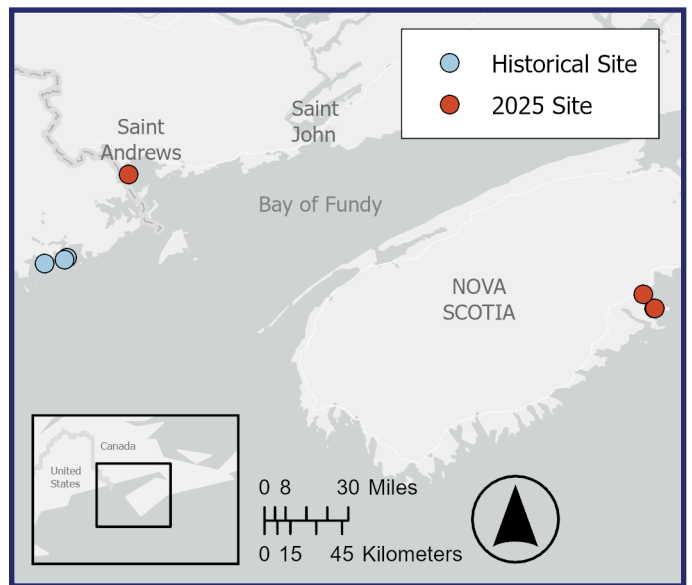 Historical Site
2025 Site
Saint
John
Saint
Andrews
Bay of Fundy
NOVA
SCOTIA
Canada
United
States
0 8 30 Miles
0 15 45 Kilometers